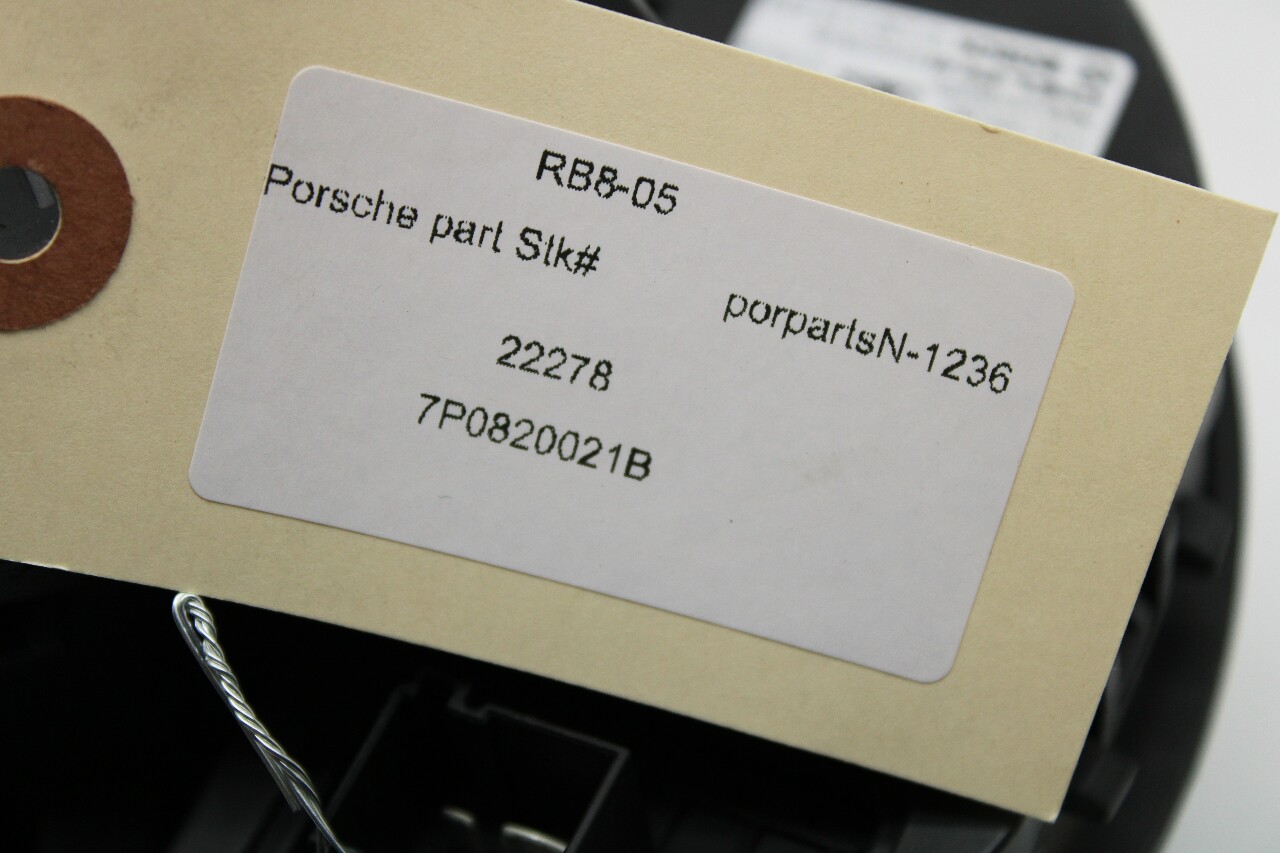 RB8-05
Porsche part Stk#
porpartsN-1236
22278
7P0820021B